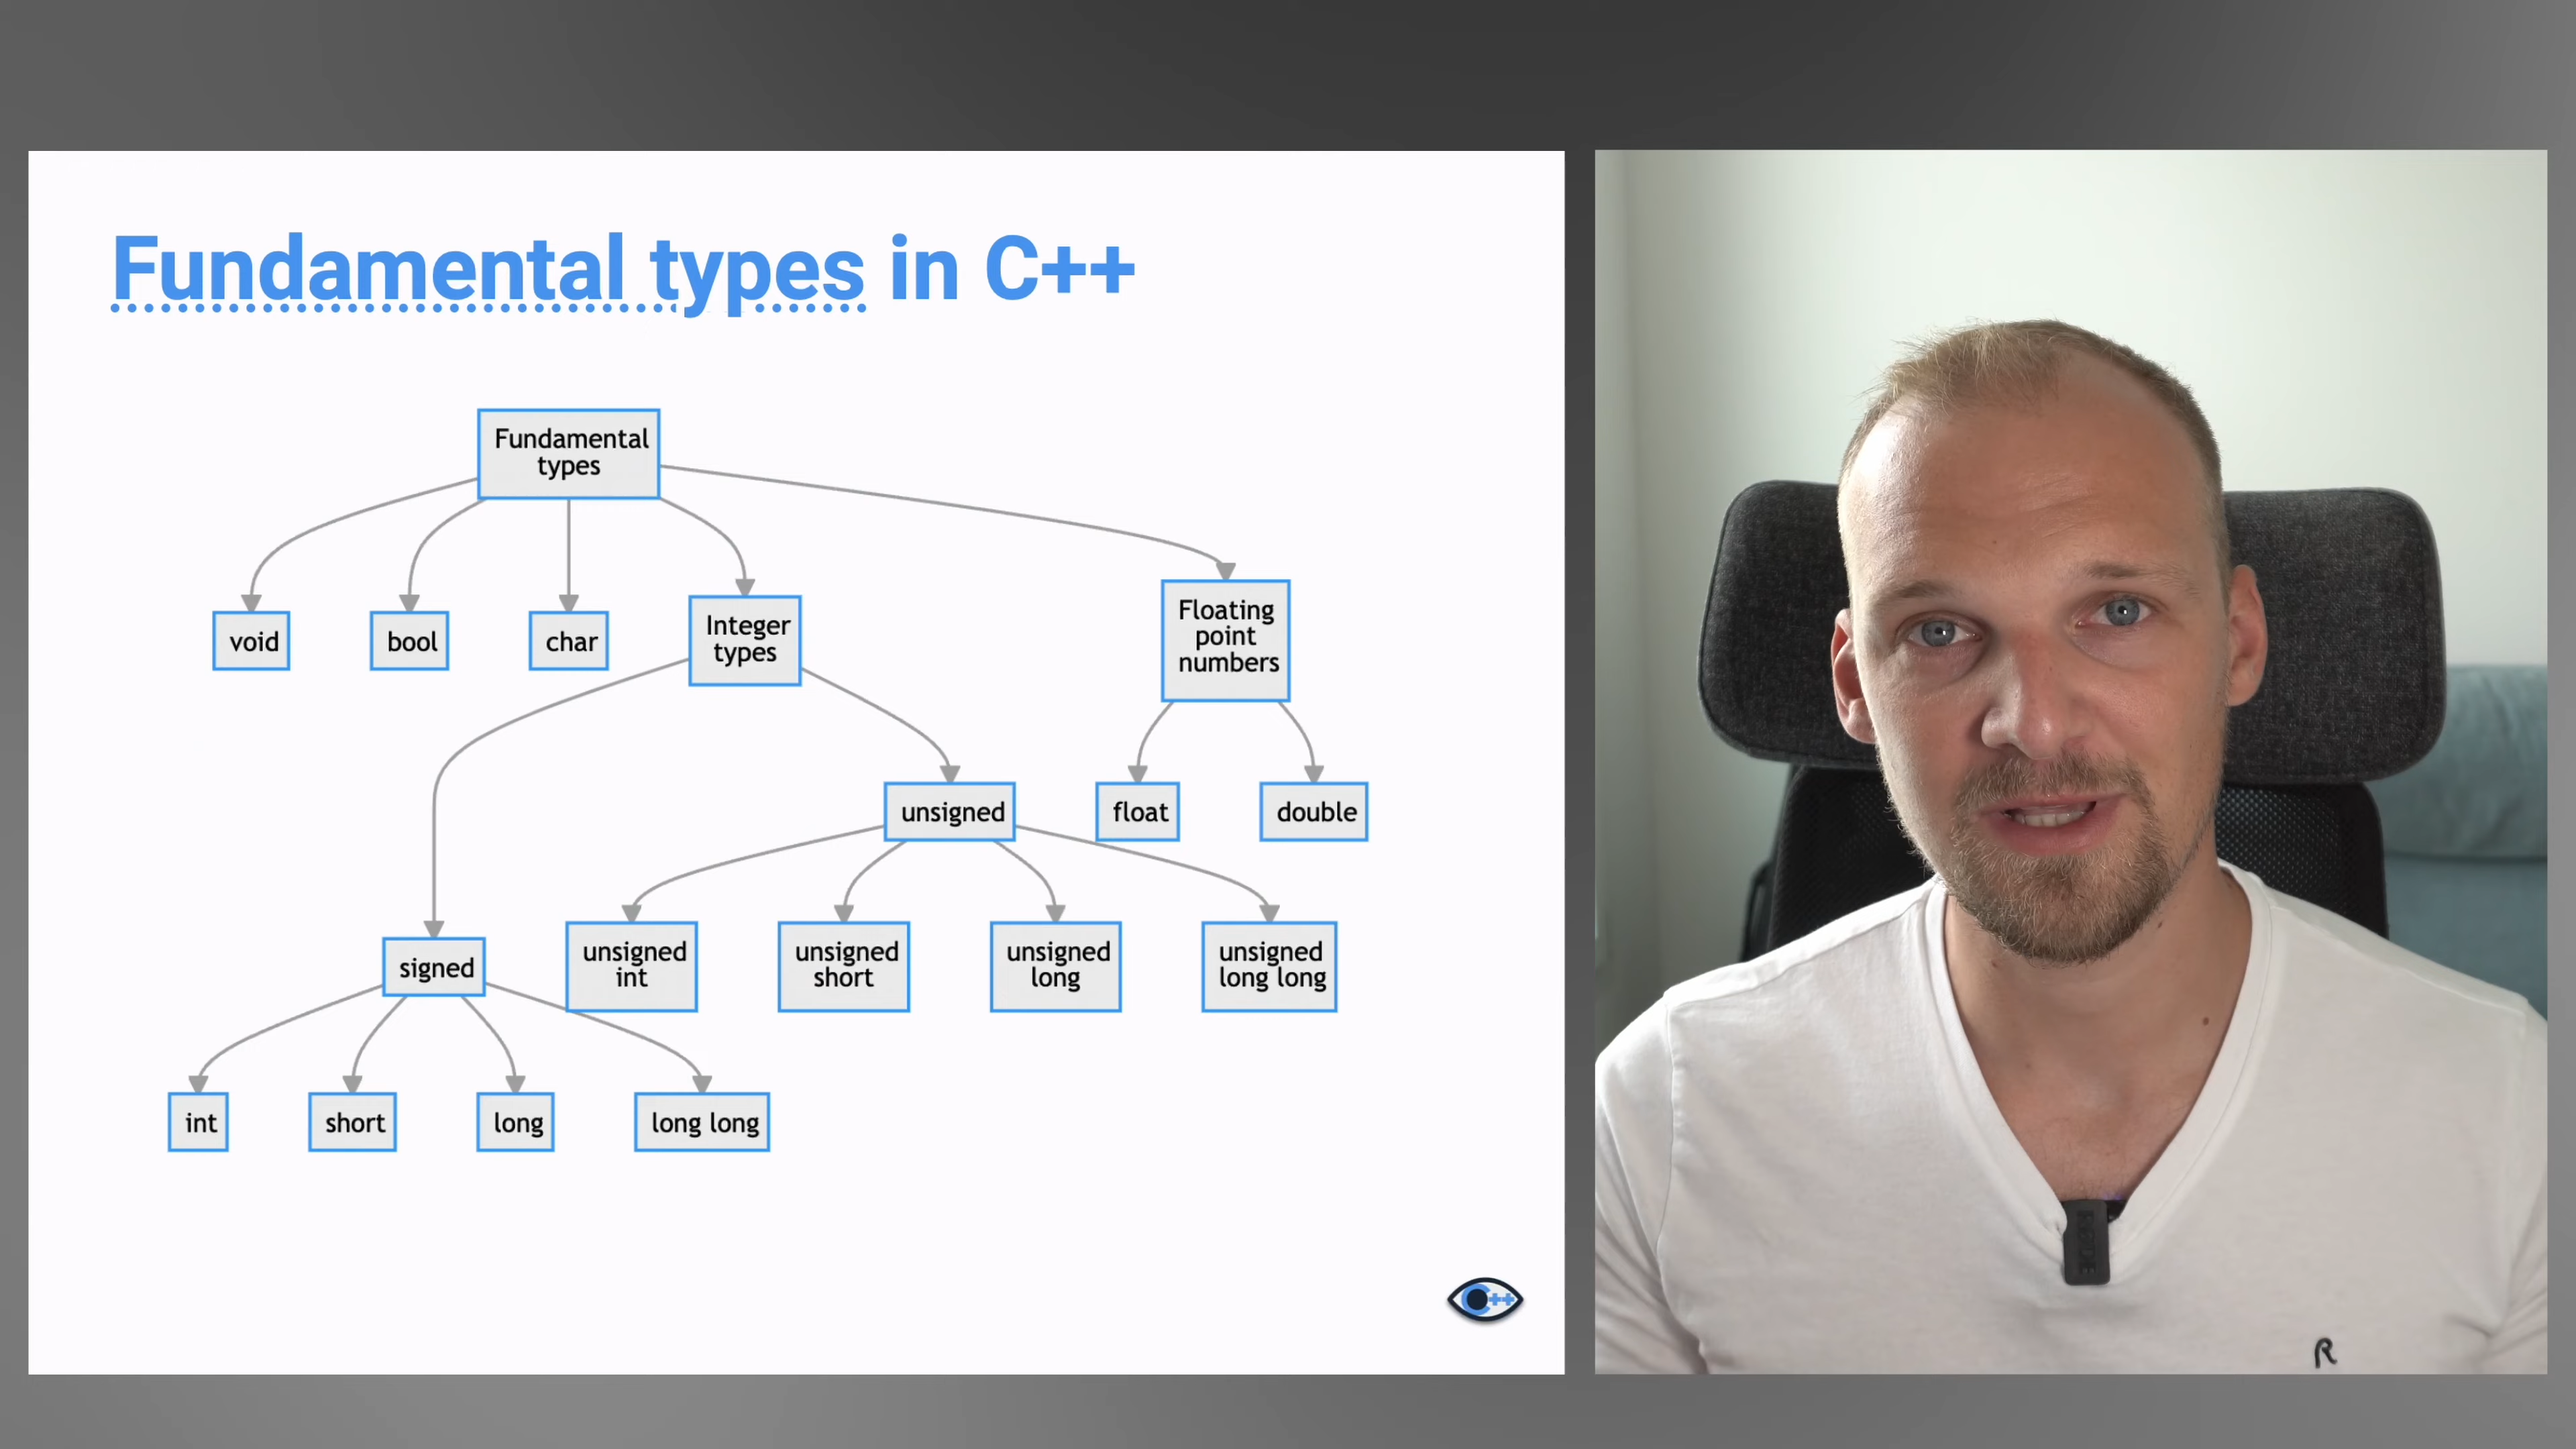 Fundamental types in C++
Fundamental
types
void
bool
char
Integer
types
Floating
point
numbers
unsigned
float
double
signed
unsigned
int
unsigned
short
unsigned
long
unsigned
long long
int
short
long
long long
C++
R